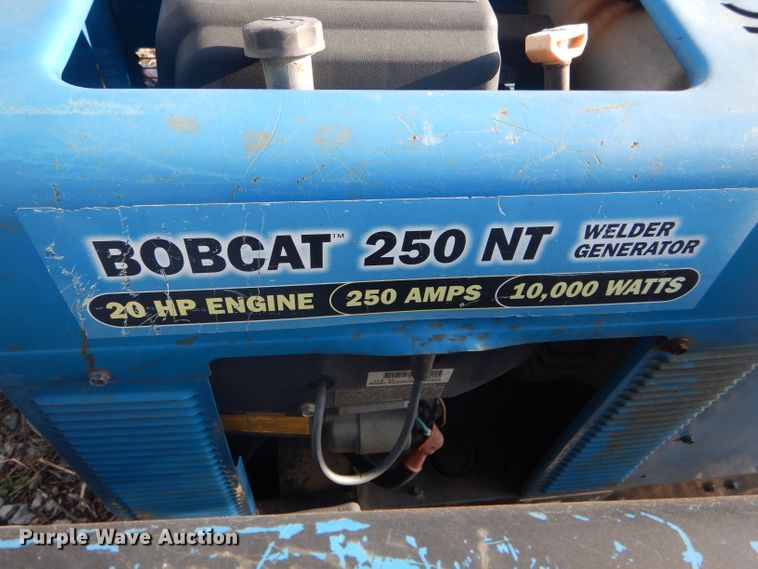 BOBCAT™ 250 NT WELDER GENERATOR
20 HP ENGINE 250 AMPS 10,000 WATTS
Purple Wave Auction